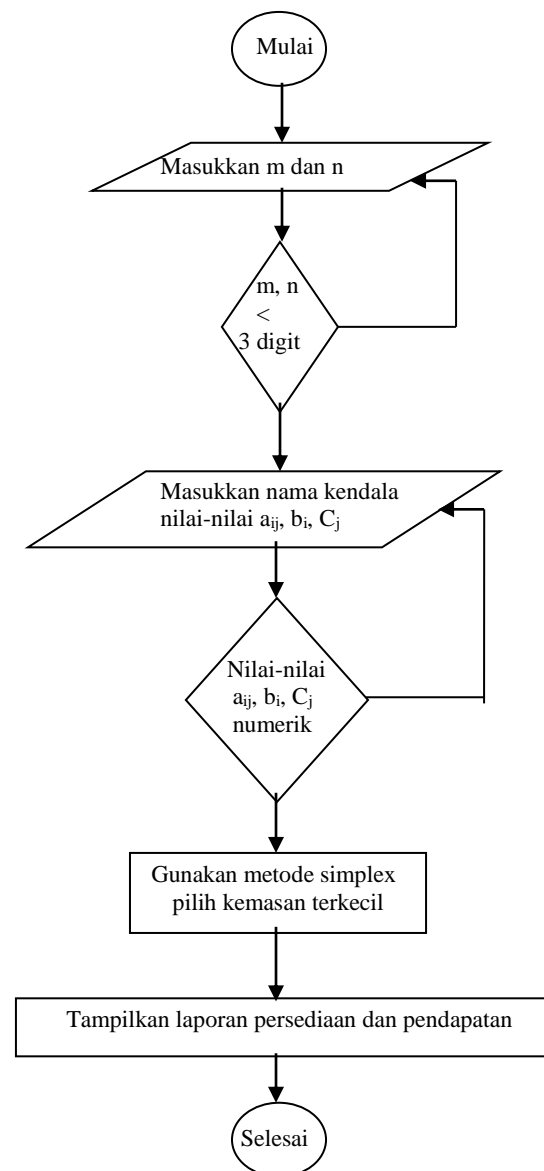 Mulai
Masukkan m dan n
m, n
<
3 digit
Masukkan nama kendala
nilai-nilai aᵢⱼ, bᵢ, Cⱼ
Nilai-nilai
aᵢⱼ, bᵢ, Cⱼ
numerik
Gunakan metode simplex
pilih kemasan terkecil
Tampilkan laporan persediaan dan pendapatan
Selesai